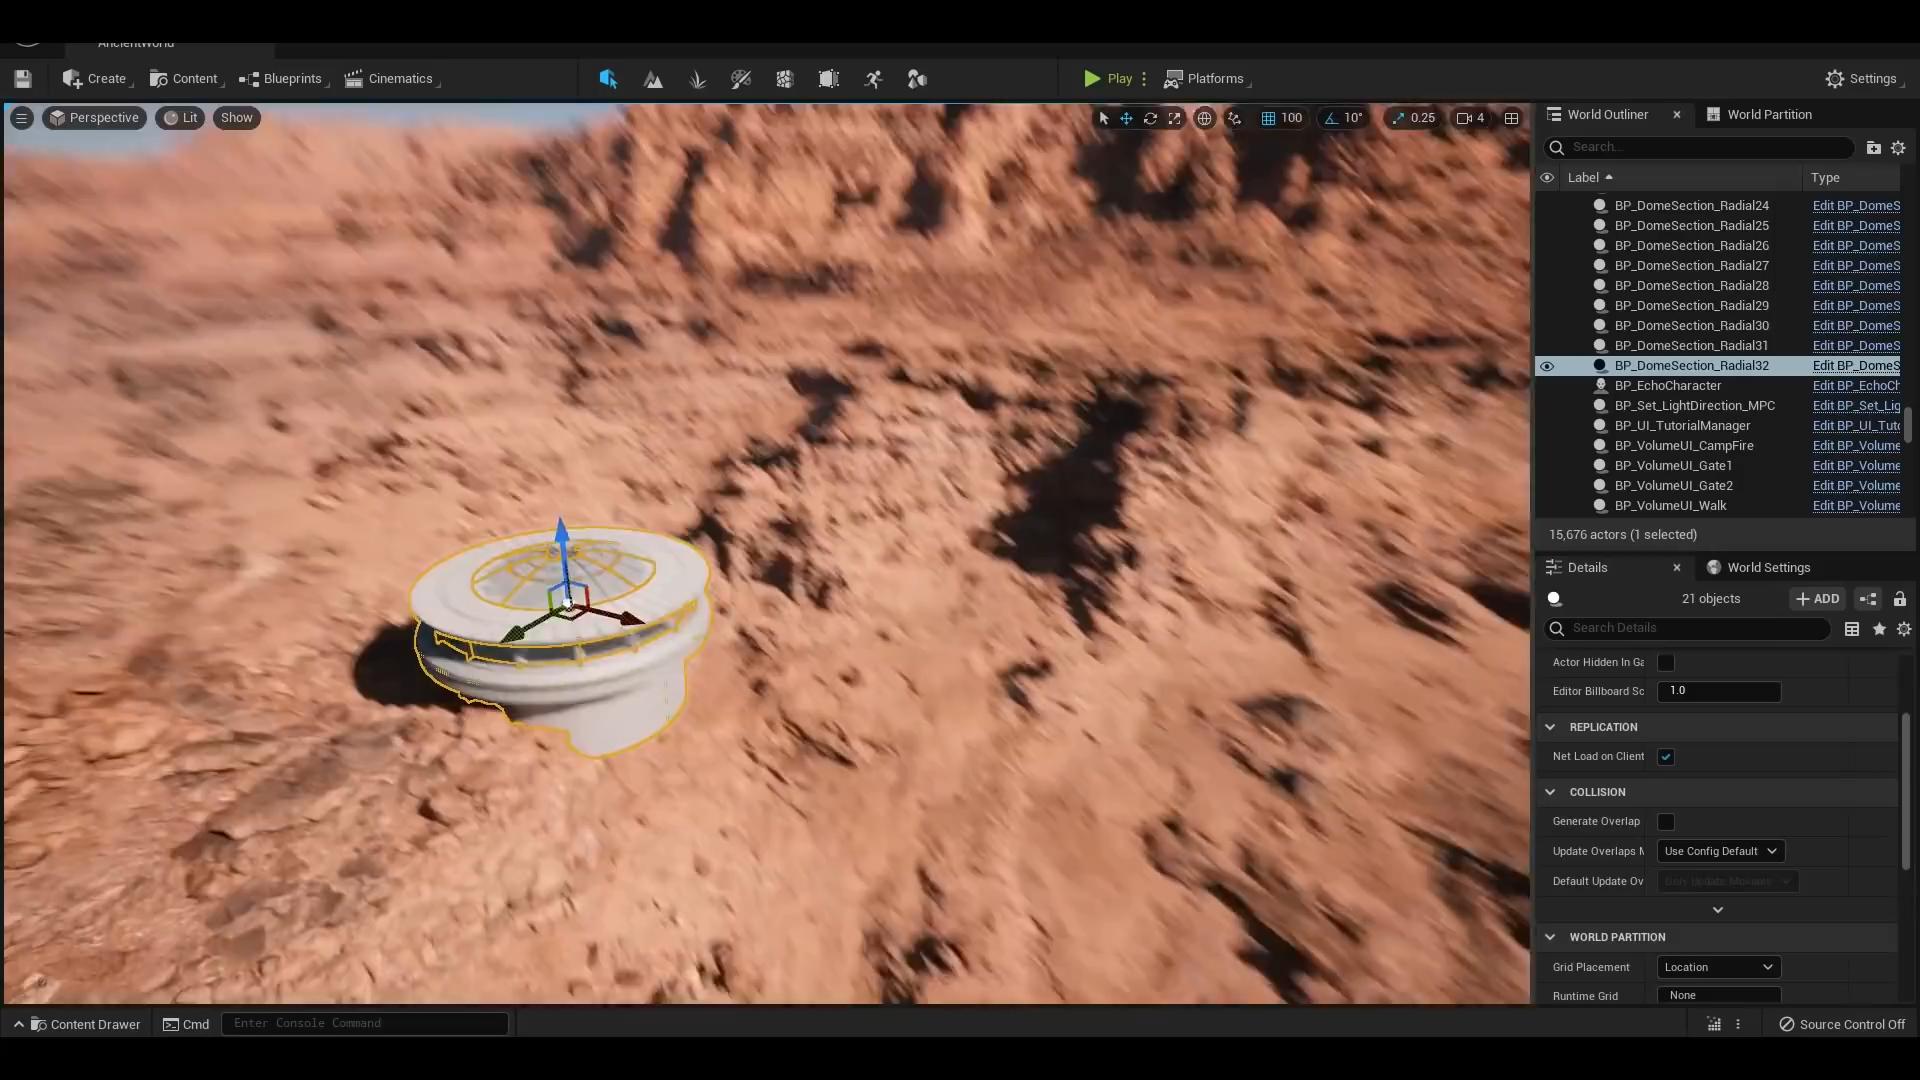 AncientWorld
Create
Content
Blueprints
Cinematics
Play
Platforms
Settings
Perspective
Lit
Show
100
10°
0.25
4
World Outliner
World Partition
Search...
Label
Type
BP_DomeSection_Radial24 Edit BP_DomeS
BP_DomeSection_Radial25 Edit BP_DomeS
BP_DomeSection_Radial26 Edit BP_DomeS
BP_DomeSection_Radial27 Edit BP_DomeS
BP_DomeSection_Radial28 Edit BP_DomeS
BP_DomeSection_Radial29 Edit BP_DomeS
BP_DomeSection_Radial30 Edit BP_DomeS
BP_DomeSection_Radial31 Edit BP_DomeS
BP_DomeSection_Radial32 Edit BP_DomeS
BP_EchoCharacter Edit BP_EchoCh
BP_Set_LightDirection_MPC Edit BP_Set_Lig
BP_UI_TutorialManager Edit BP_UI_Tuto
BP_VolumeUI_CampFire Edit BP_Volume
BP_VolumeUI_Gate1 Edit BP_Volume
BP_VolumeUI_Gate2 Edit BP_Volume
BP_VolumeUI_Walk Edit BP_Volume
15,676 actors (1 selected)
Details
World Settings
21 objects
ADD
Search Details
Actor Hidden In Ga
Editor Billboard Sc 1.0
REPLICATION
Net Load on Client
COLLISION
Generate Overlap
Update Overlaps M Use Config Default
Default Update Ov Only Update Movable
WORLD PARTITION
Grid Placement Location
Runtime Grid None
Content Drawer
Cmd
Enter Console Command
Source Control Off